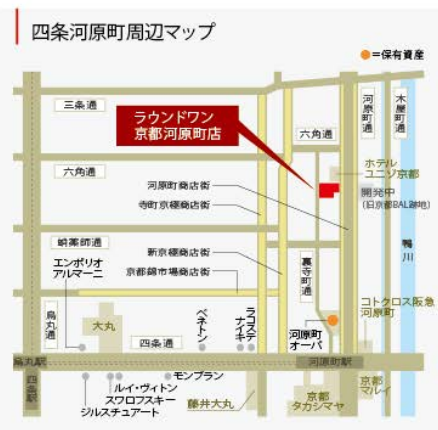 四条河原町周辺マップ
●=保有資産
三条通
ラウンドワン
京都河原町店
河原町通
木屋町通
六角通
六角通
ホテル
ユニゾ京都
河原町商店街
開発中
(旧京都BAL跡地)
寺町京極商店街
蛸薬師通
新京極商店街
裏寺町通
鴨川
エンポリオ
アルマーニ
京都錦市場商店街
コトクロス阪急
河原町
烏丸通
大丸
ベネトン
ナイキ
ラコステ
河原町
オーパ
四条通
烏丸駅
河原町駅
四条駅
モンブラン
ルイ・ヴィトン
スワロフスキー
ジルスチュアート
藤井大丸
京都
タカシマヤ
京都
マルイ